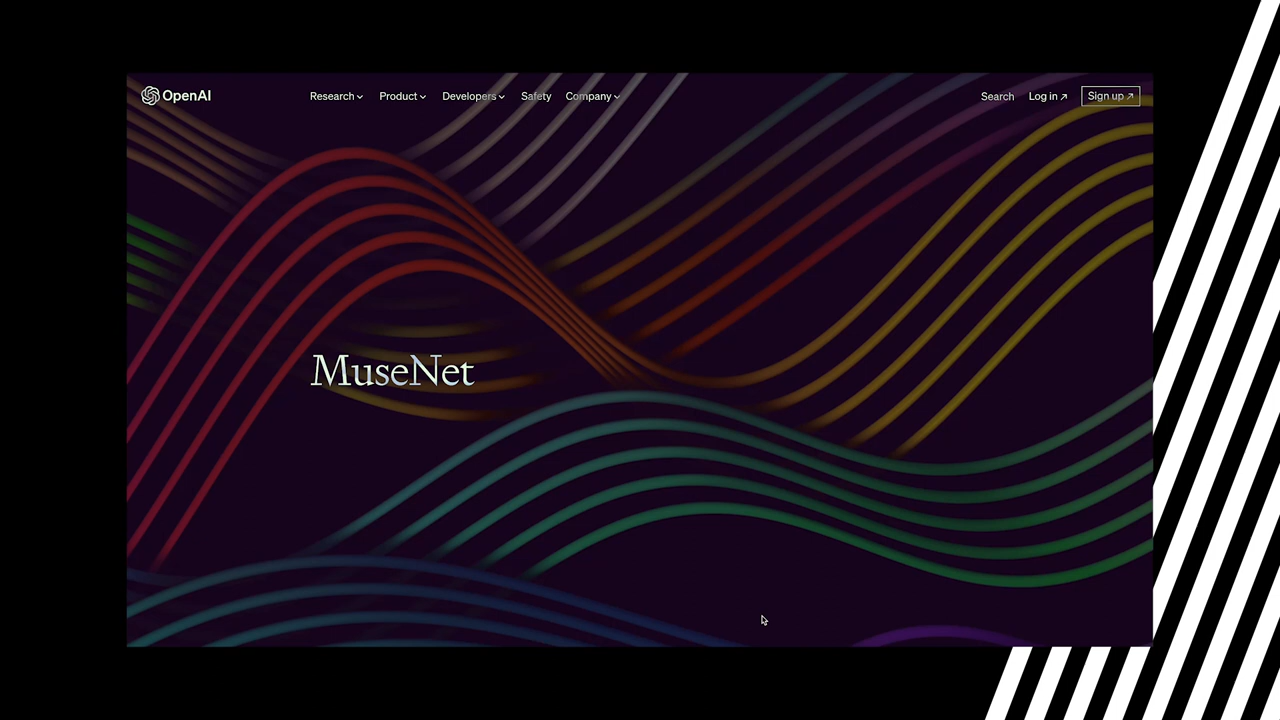 OpenAI
Research Product Developers Safety Company
Search Log in ↗ Sign up ↗
MuseNet